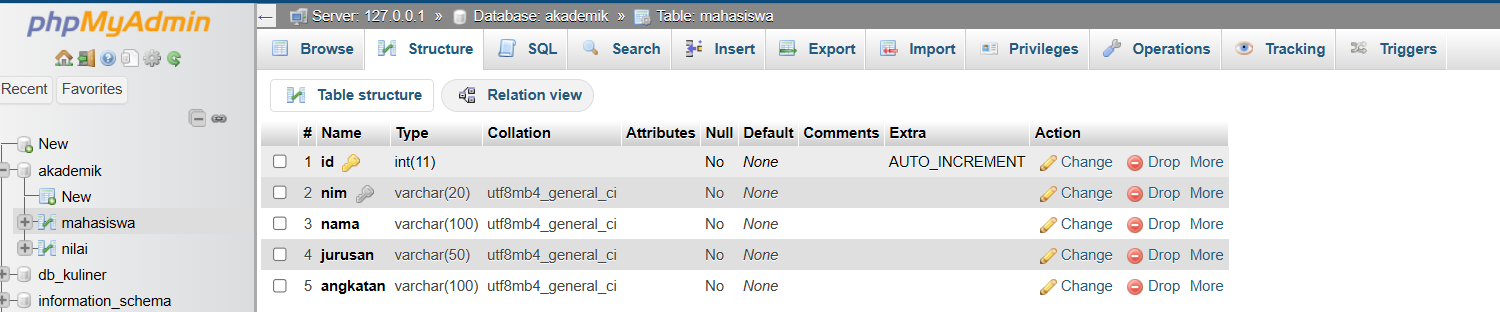 phpMyAdmin
Recent Favorites
New
akademik
New
mahasiswa
nilai
db_kuliner
information_schema
Server: 127.0.0.1 » Database: akademik » Table: mahasiswa
Browse Structure SQL Search Insert Export Import Privileges Operations Tracking Triggers
Table structure Relation view
# Name Type Collation Attributes Null Default Comments Extra Action
1 id int(11) No None AUTO_INCREMENT Change Drop More
2 nim varchar(20) utf8mb4_general_ci No None Change Drop More
3 nama varchar(100) utf8mb4_general_ci No None Change Drop More
4 jurusan varchar(50) utf8mb4_general_ci No None Change Drop More
5 angkatan varchar(100) utf8mb4_general_ci No None Change Drop More